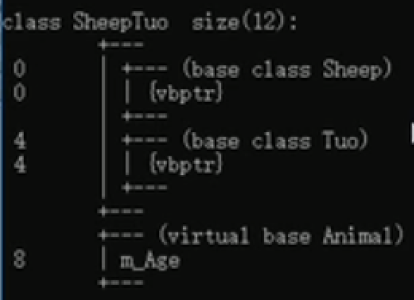 class SheepTuo size(12):
+---
0 | +--- (base class Sheep)
0 | | {vbptr}
| +---
4 | +--- (base class Tuo)
4 | | {vbptr}
| +---
+---
+--- (virtual base Animal)
8 | m_Age
+---